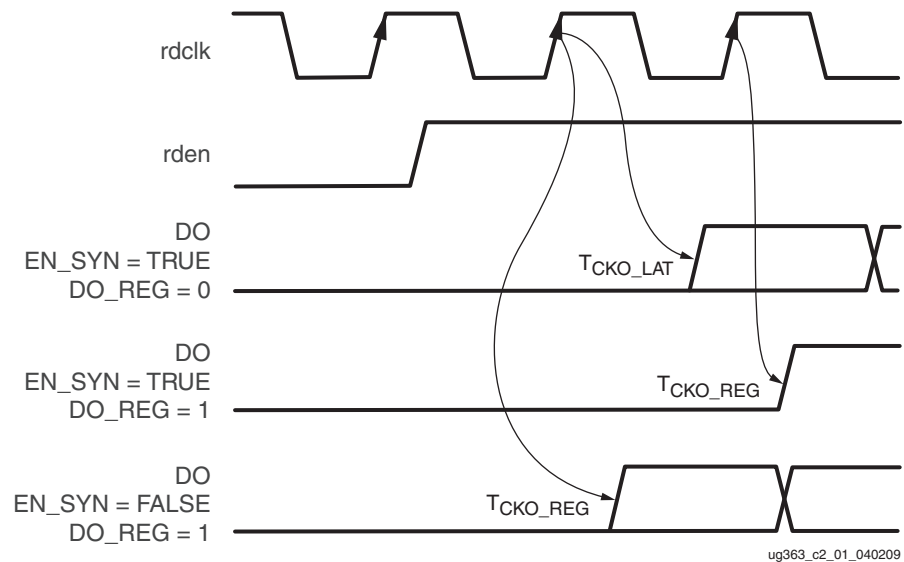 rdclk
rden
DO
EN_SYN = TRUE
DO_REG = 0
TCKO_LAT
DO
EN_SYN = TRUE
DO_REG = 1
TCKO_REG
DO
EN_SYN = FALSE
DO_REG = 1
TCKO_REG
ug363_c2_01_040209